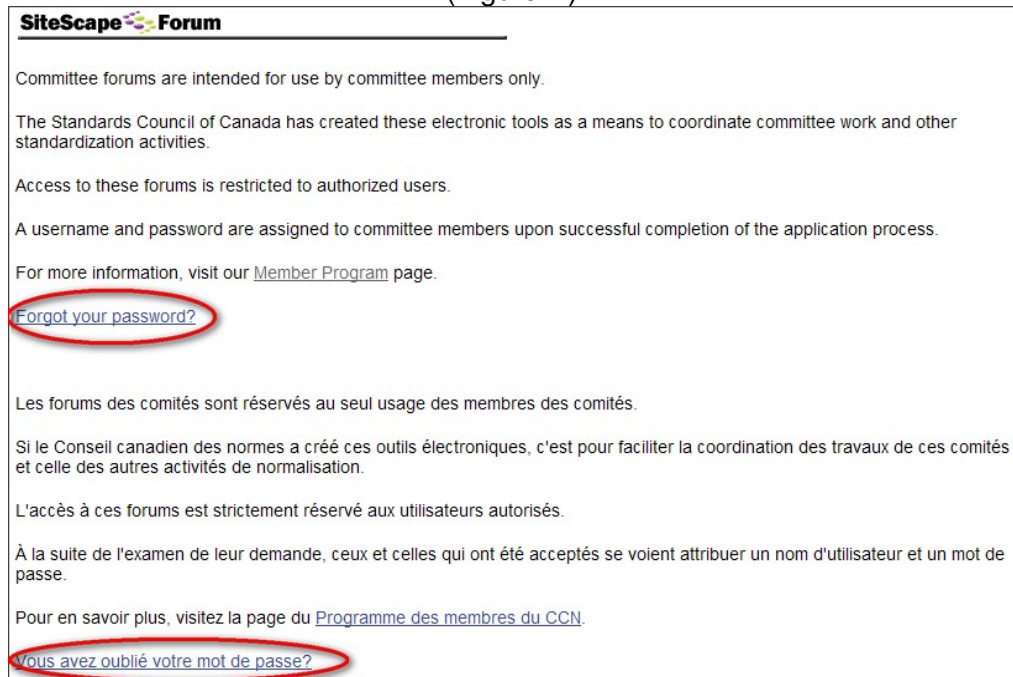 SiteScape Forum
Committee forums are intended for use by committee members only.
The Standards Council of Canada has created these electronic tools as a means to coordinate committee work and other
standardization activities.
Access to these forums is restricted to authorized users.
A username and password are assigned to committee members upon successful completion of the application process.
For more information, visit our Member Program page.
Forgot your password?
Les forums des comités sont réservés au seul usage des membres des comités.
Si le Conseil canadien des normes a créé ces outils électroniques, c'est pour faciliter la coordination des travaux de ces comités
et celle des autres activités de normalisation.
L'accès à ces forums est strictement réservé aux utilisateurs autorisés.
À la suite de l'examen de leur demande, ceux et celles qui ont été acceptés se voient attribuer un nom d'utilisateur et un mot de
passe.
Pour en savoir plus, visitez la page du Programme des membres du CCN.
Vous avez oublié votre mot de passe?